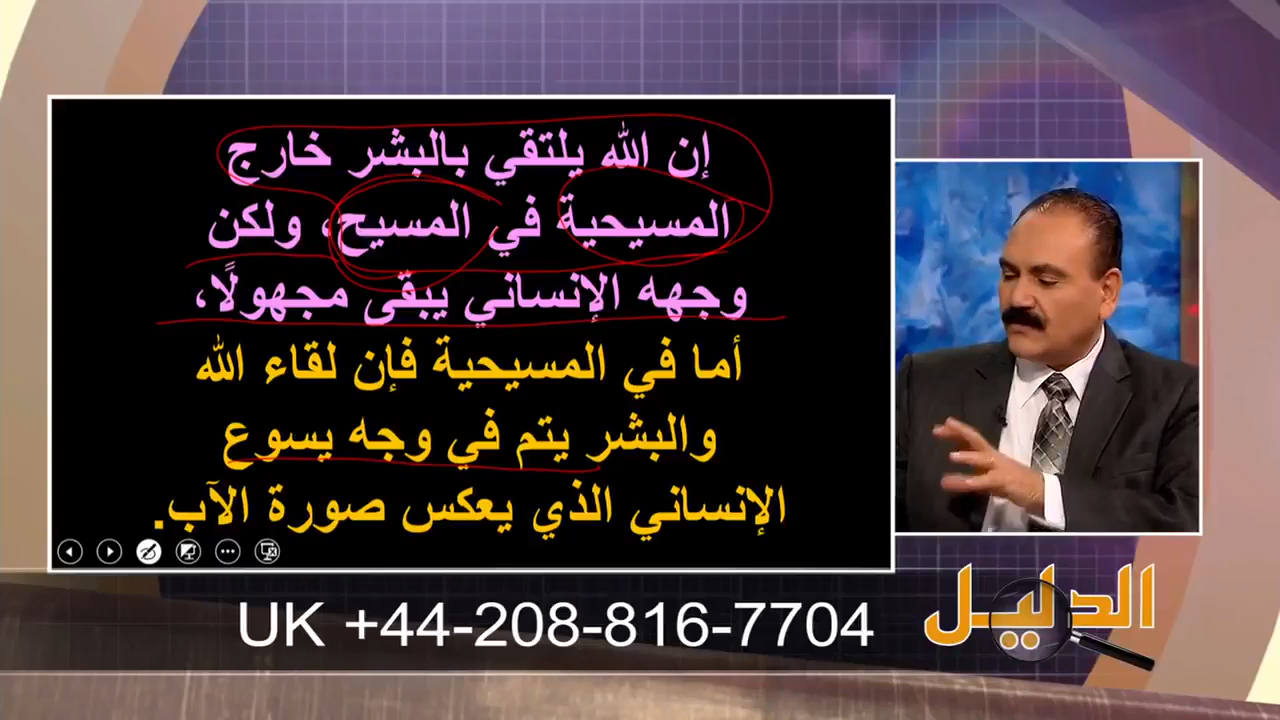 إن الله يلتقي بالبشر خارج
المسيحية في المسيح، ولكن
وجهه الإنساني يبقى مجهولًا،
أما في المسيحية فإن لقاء الله
والبشر يتم في وجه يسوع
الإنساني الذي يعكس صورة الآب.
UK +44-208-816-7704
الدليل